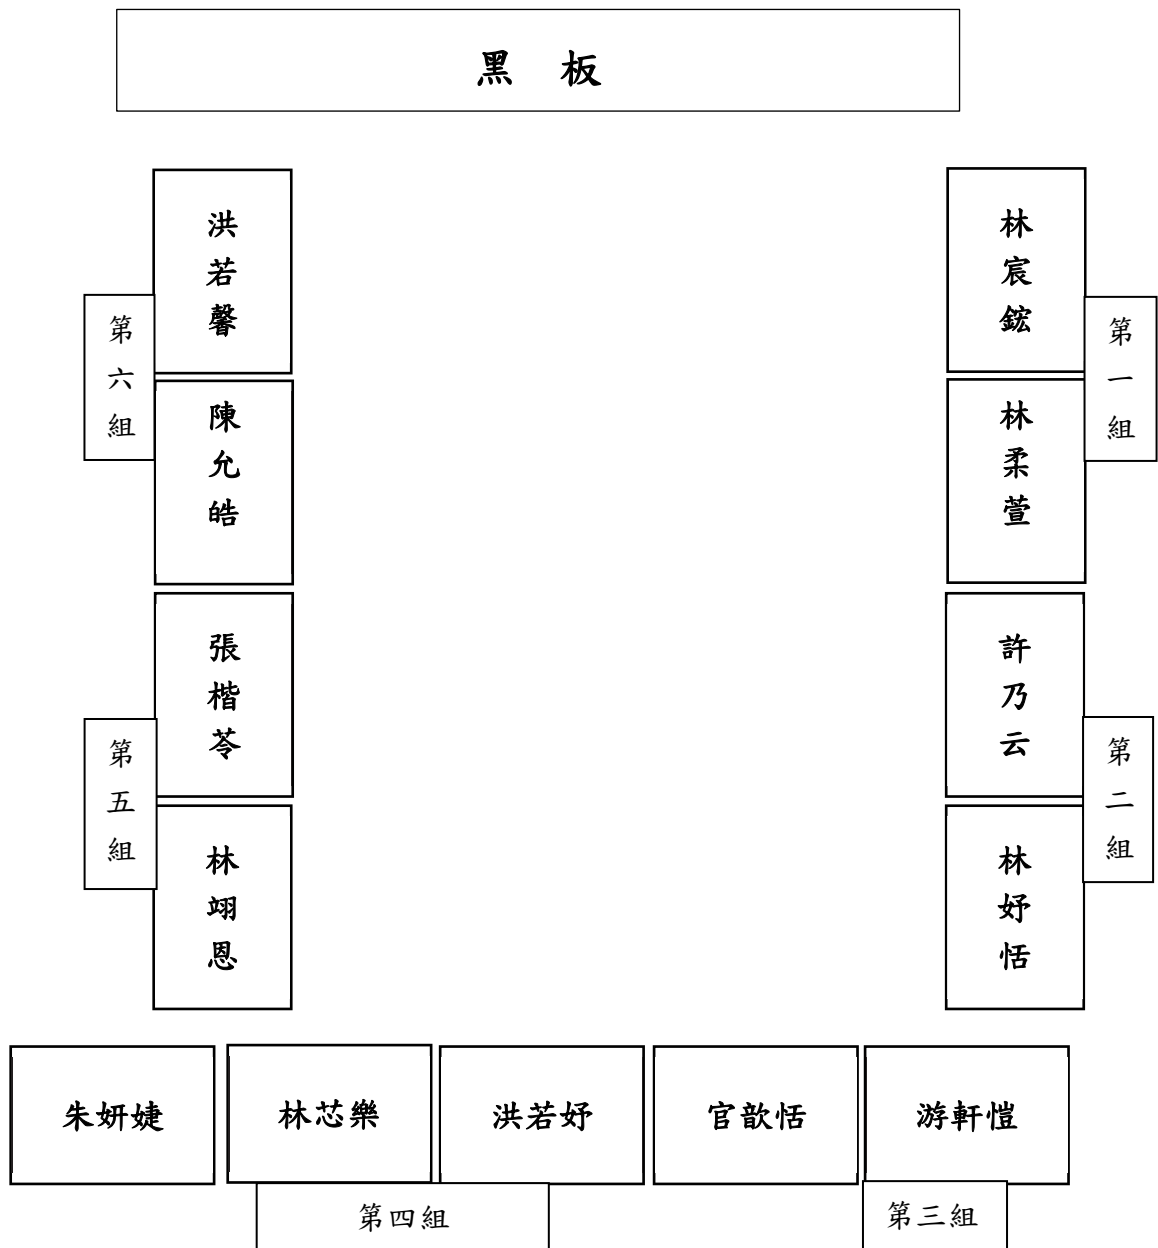 黑 板
洪若馨
林宸鋐
第六組
第一組
陳允皓
林柔萱
張楷苓
許乃云
第五組
第二組
林翊恩
林妤恬
朱妍婕
林芯樂
洪若妤
官歆恬
游軒愷
第四組
第三組